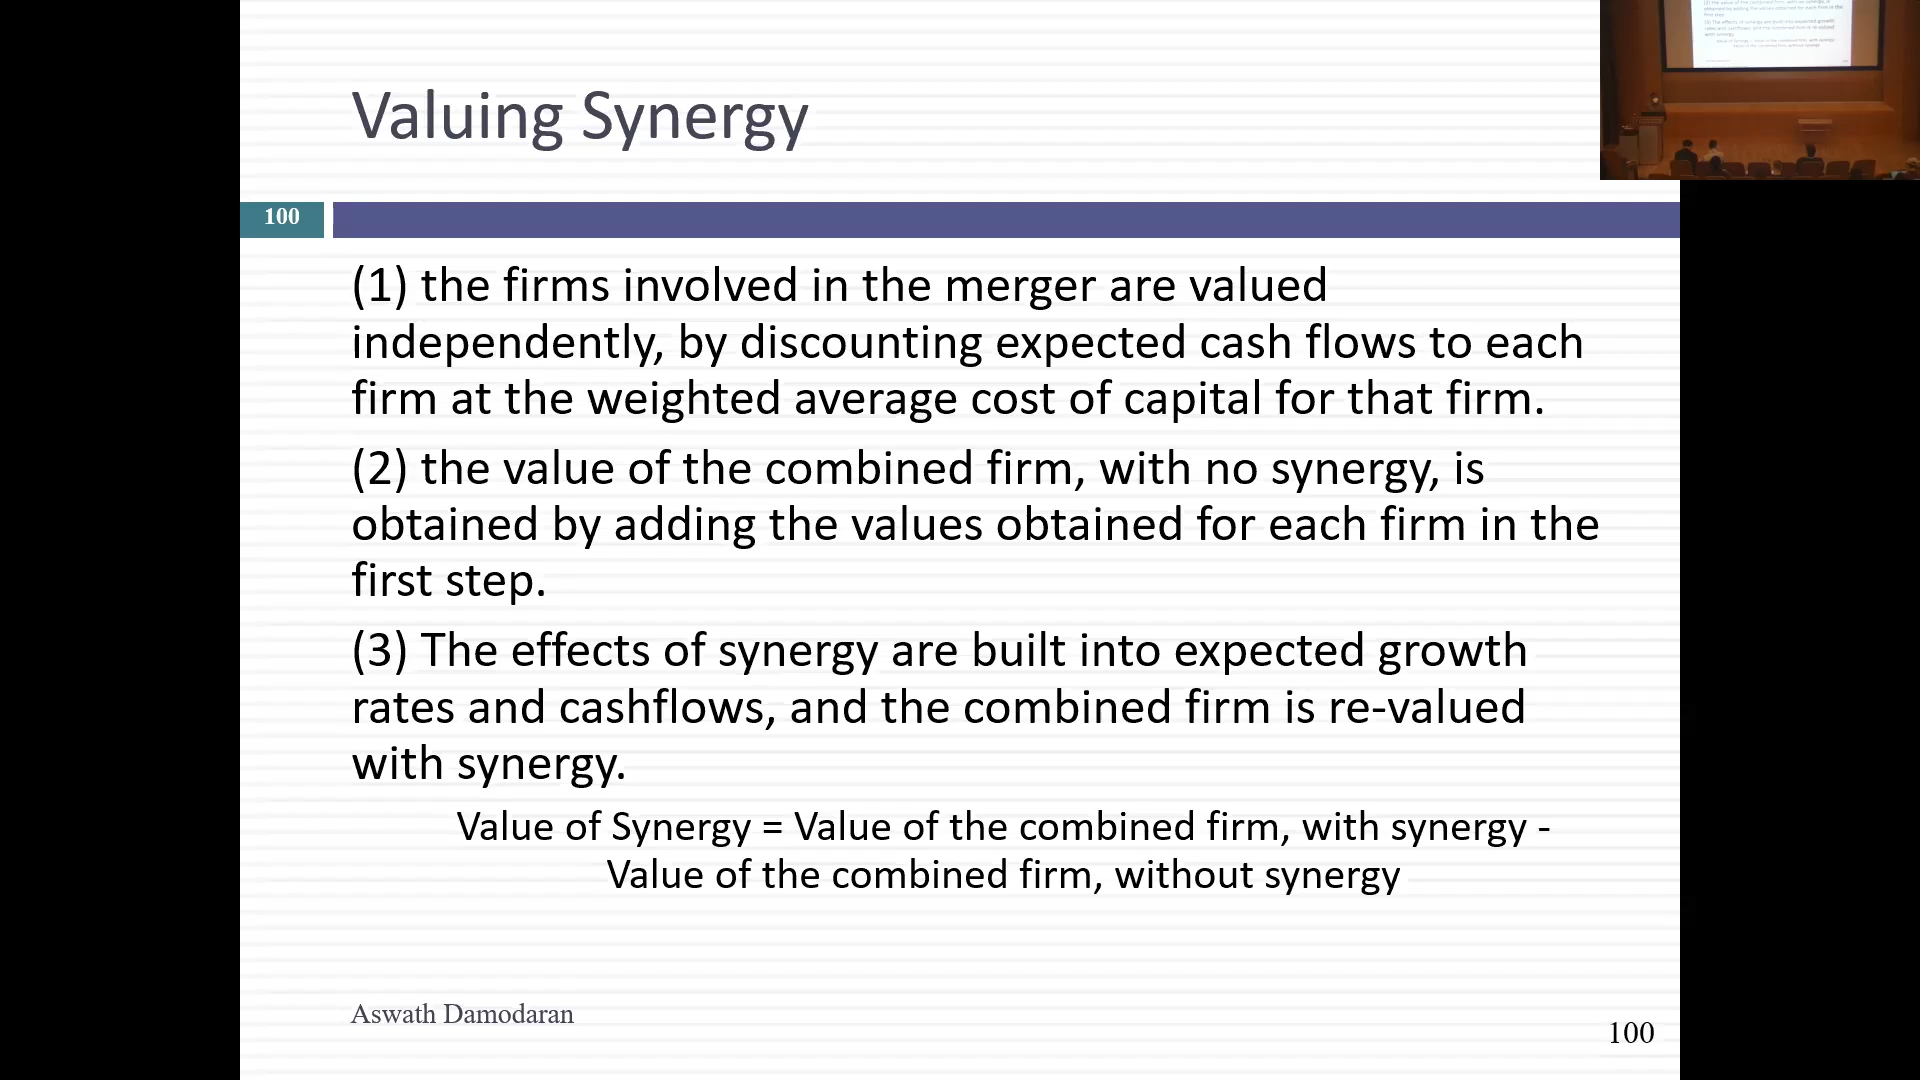 Valuing Synergy
100
(1) the firms involved in the merger are valued
independently, by discounting expected cash flows to each
firm at the weighted average cost of capital for that firm.
(2) the value of the combined firm, with no synergy, is
obtained by adding the values obtained for each firm in the
first step.
(3) The effects of synergy are built into expected growth
rates and cashflows, and the combined firm is re-valued
with synergy.
Value of Synergy = Value of the combined firm, with synergy -
Value of the combined firm, without synergy
Aswath Damodaran
100